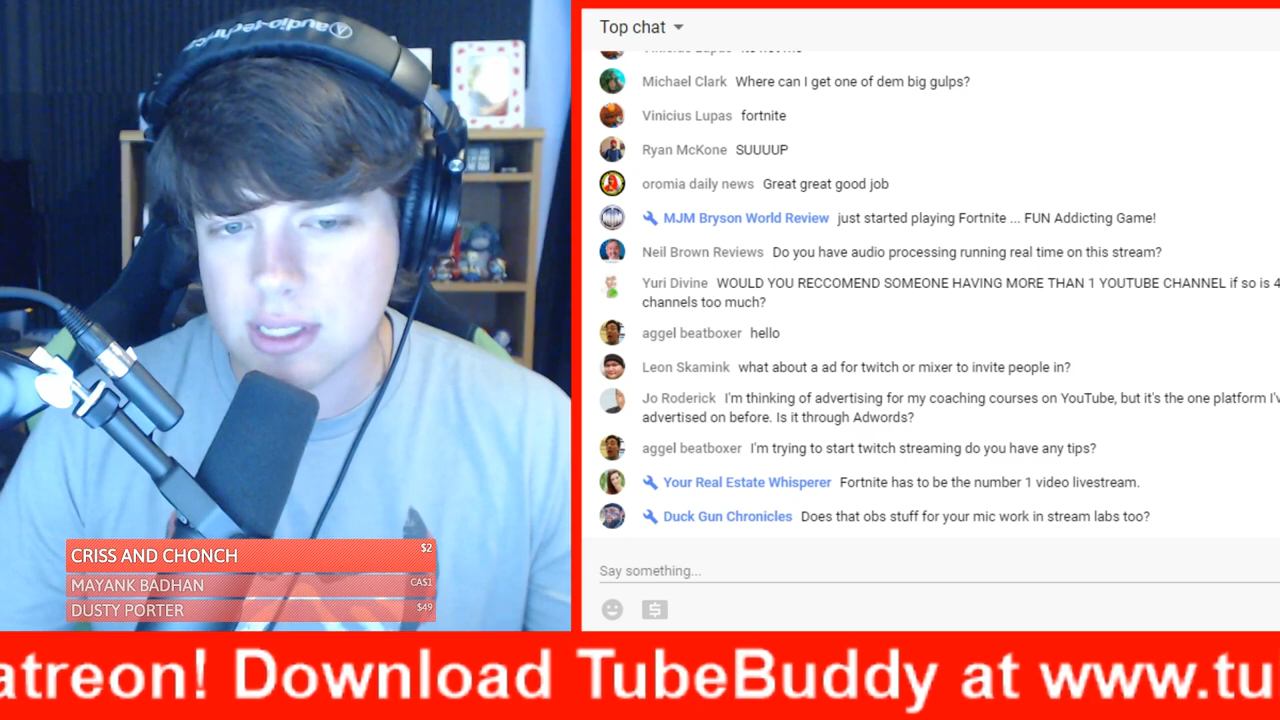 audio-technica
Top chat
Vinicius Lupas
Michael Clark Where can I get one of dem big gulps?
Vinicius Lupas fortnite
Ryan McKone SUUUUP
oromia daily news Great great good job
MJM Bryson World Review just started playing Fortnite ... FUN Addicting Game!
Neil Brown Reviews Do you have audio processing running real time on this stream?
Yuri Divine WOULD YOU RECCOMEND SOMEONE HAVING MORE THAN 1 YOUTUBE CHANNEL if so is 4
channels too much?
aggel beatboxer hello
Leon Skamink what about a ad for twitch or mixer to invite people in?
Jo Roderick I'm thinking of advertising for my coaching courses on YouTube, but it's the one platform I'v
advertised on before. Is it through Adwords?
aggel beatboxer I'm trying to start twitch streaming do you have any tips?
Your Real Estate Whisperer Fortnite has to be the number 1 video livestream.
Duck Gun Chronicles Does that obs stuff for your mic work in stream labs too?
Say something...
CRISS AND CHONCH $2
MAYANK BADHAN CA$1
DUSTY PORTER $49
atreon! Download TubeBuddy at www.tu